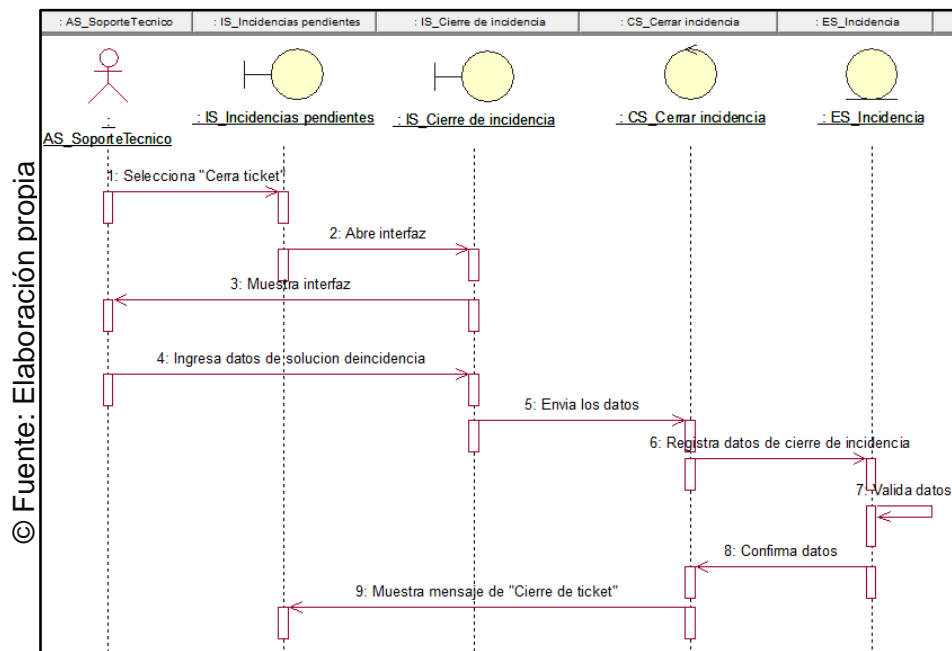 : AS_SoporteTecnico
: IS_Incidencias pendientes
: IS_Cierre de incidencia
: CS_Cerrar incidencia
: ES_Incidencia
:
AS_SoporteTecnico
: IS_Incidencias pendientes
: IS_Cierre de incidencia
: CS_Cerrar incidencia
: ES_Incidencia
1: Selecciona "Cerra ticket"
2: Abre interfaz
3: Muestra interfaz
4: Ingresa datos de solucion deincidencia
5: Envia los datos
6: Registra datos de cierre de incidencia
7: Valida datos
8: Confirma datos
9: Muestra mensaje de "Cierre de ticket"
© Fuente: Elaboración propia